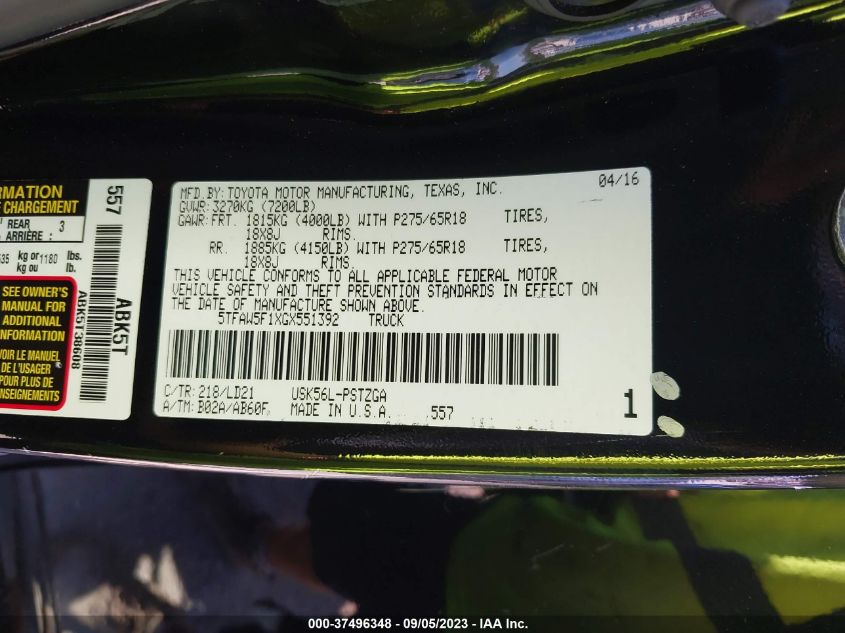 RMATION
E CHARGEMENT
REAR 3
ARRIÈRE :
535 kg or 1180 lb.
kg ou lb.
SEE OWNER'S
MANUAL FOR
ADDITIONAL
INFORMATION
VOIR LE MANUEL
DE L'USAGER
POUR PLUS DE
RENSEIGNEMENTS
557
ABK5T38608
ABK5T
MFD.BY:TOYOTA MOTOR MANUFACTURING, TEXAS, INC. 04/16
GVWR:3270KG (7200LB)
GAWR:FRT. 1815KG (4000LB) WITH P275/65R18 TIRES,
18X8J RIMS.
RR. 1885KG (4150LB) WITH P275/65R18 TIRES,
18X8J RIMS.
THIS VEHICLE CONFORMS TO ALL APPLICABLE FEDERAL MOTOR
VEHICLE SAFETY AND THEFT PREVENTION STANDARDS IN EFFECT ON
THE DATE OF MANUFACTURE SHOWN ABOVE.
5TFAW5F1XGX551392 TRUCK
C/TR:218/LD21 USK56L-PSTZGA
A/TM:B02A/AB60F MADE IN U.S.A. 557 1
000-37496348 - 09/05/2023 - IAA Inc.